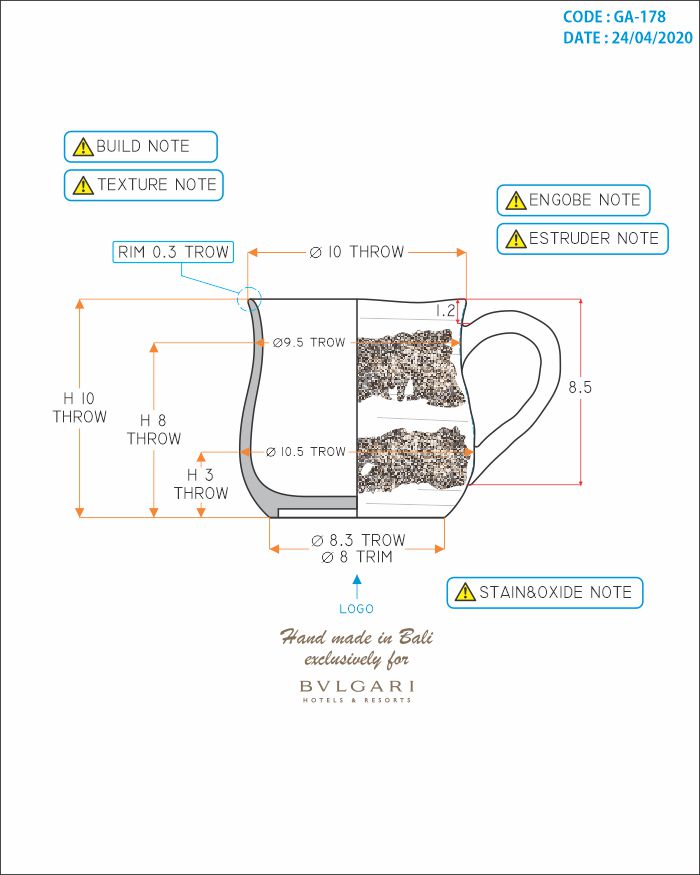 CODE : GA-178
DATE : 24/04/2020
BUILD NOTE
TEXTURE NOTE
ENGOBE NOTE
ESTRUDER NOTE
RIM 0.3 TROW
Ø 10 THROW
1.2
Ø9.5 TROW
H 10
THROW
8.5
H 8
THROW
Ø 10.5 TROW
H 3
THROW
Ø 8.3 TROW
Ø 8 TRIM
STAIN&OXIDE NOTE
LOGO
Hand made in Bali
exclusively for
BVLGARI
HOTELS & RESORTS